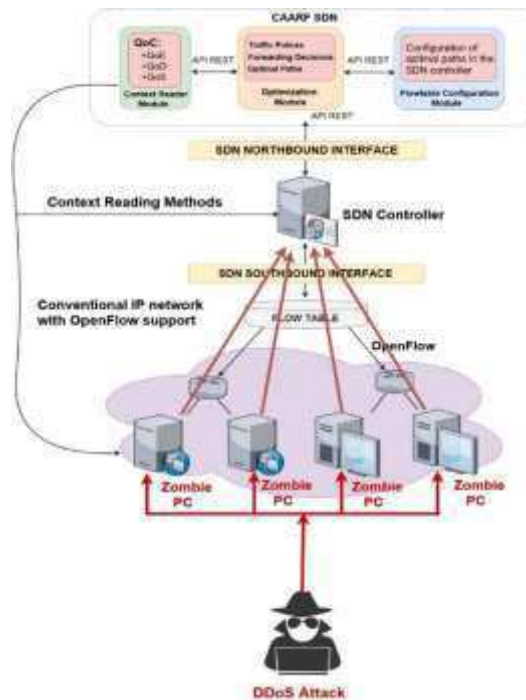 CAARF SDN
QoC:
+QoE
+QoD
+QoS
Context Reader
Module
API REST
Traffic Polices
Forwarding Decisions
Optimal Paths
Optimization
Module
API REST
Configuration of
optimal paths in the
SDN controller
Flowtable Configuration
Module
API REST
SDN NORTHBOUND INTERFACE
Context Reading Methods
SDN Controller
SDN SOUTHBOUND INTERFACE
Conventional IP network
with OpenFlow support
FLOW TABLE
OpenFlow
Zombie
PC
Zombie
PC
Zombie
PC
Zombie
PC
DDoS Attack